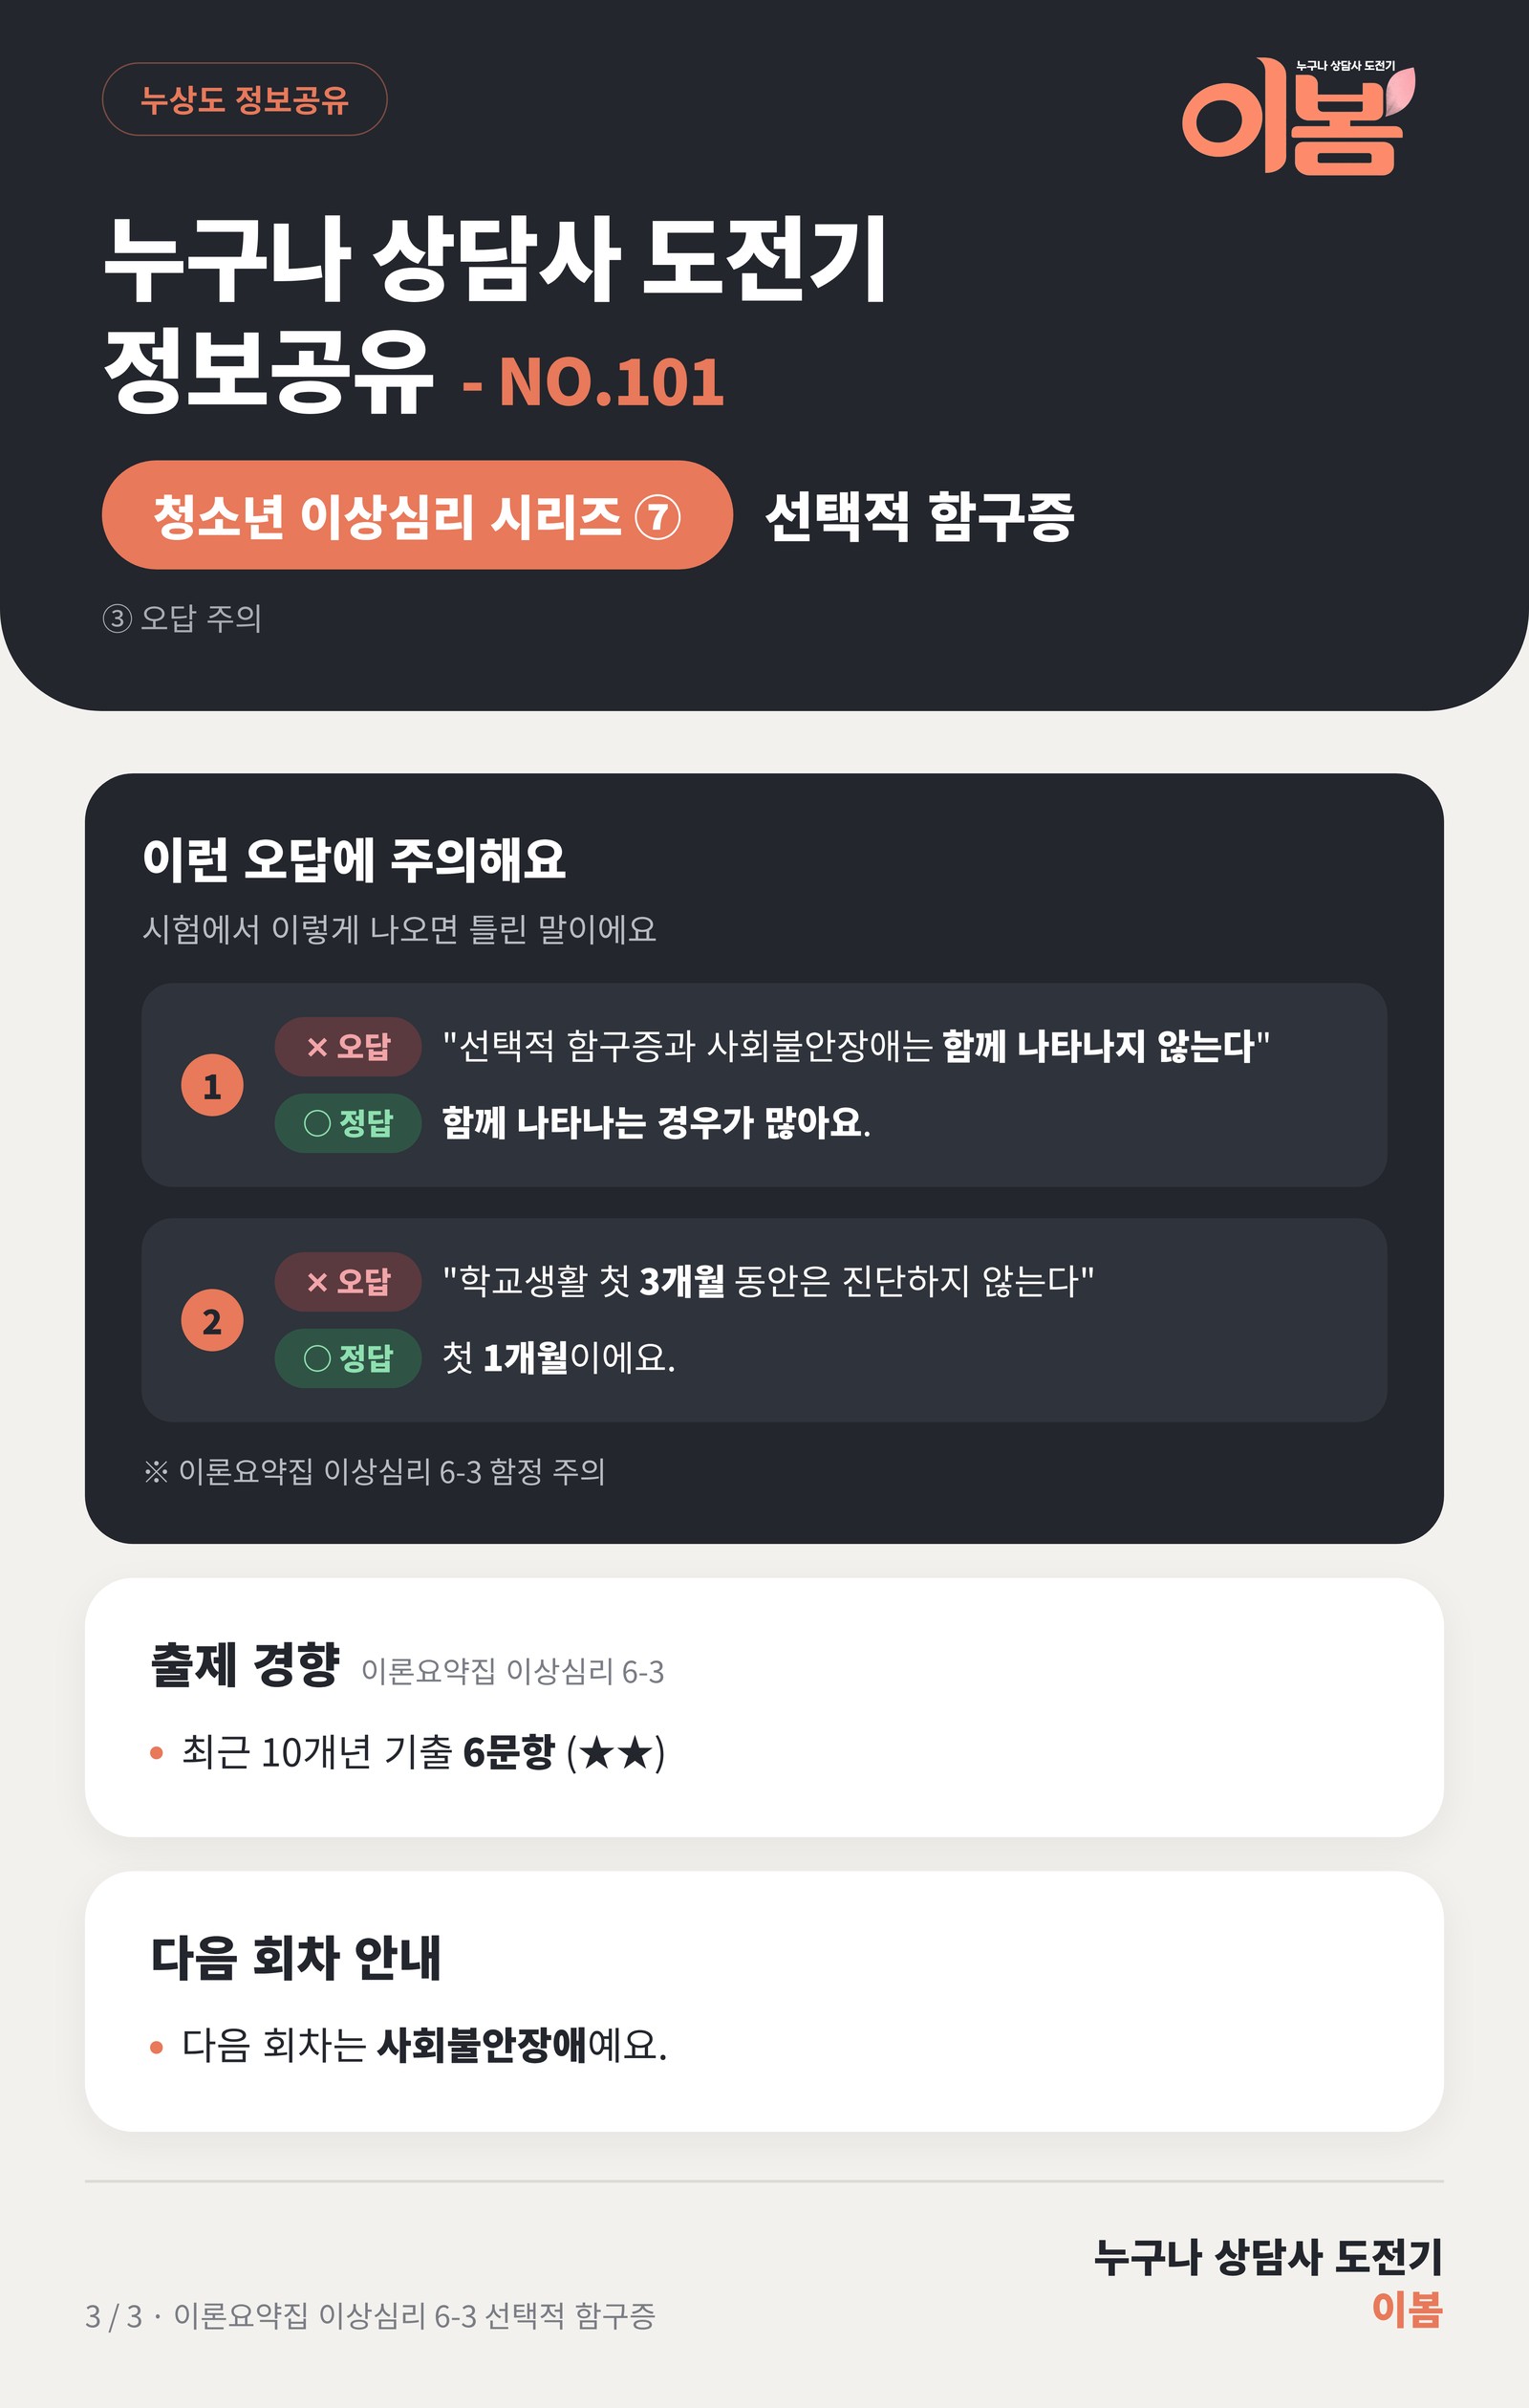 누상도 정보공유
누구나 상담사 도전기
이봄
누구나 상담사 도전기
정보공유 - NO.101
청소년 이상심리 시리즈 ⑦ 선택적 함구증
③ 오답 주의
이런 오답에 주의해요
시험에서 이렇게 나오면 틀린 말이에요
1
✕ 오답 "선택적 함구증과 사회불안장애는 함께 나타나지 않는다"
○ 정답 함께 나타나는 경우가 많아요.
2
✕ 오답 "학교생활 첫 3개월 동안은 진단하지 않는다"
○ 정답 첫 1개월이에요.
※ 이론요약집 이상심리 6-3 함정 주의
출제 경향 이론요약집 이상심리 6-3
• 최근 10개년 기출 6문항 (★★)
다음 회차 안내
• 다음 회차는 사회불안장애예요.
누구나 상담사 도전기
이봄
3 / 3 · 이론요약집 이상심리 6-3 선택적 함구증